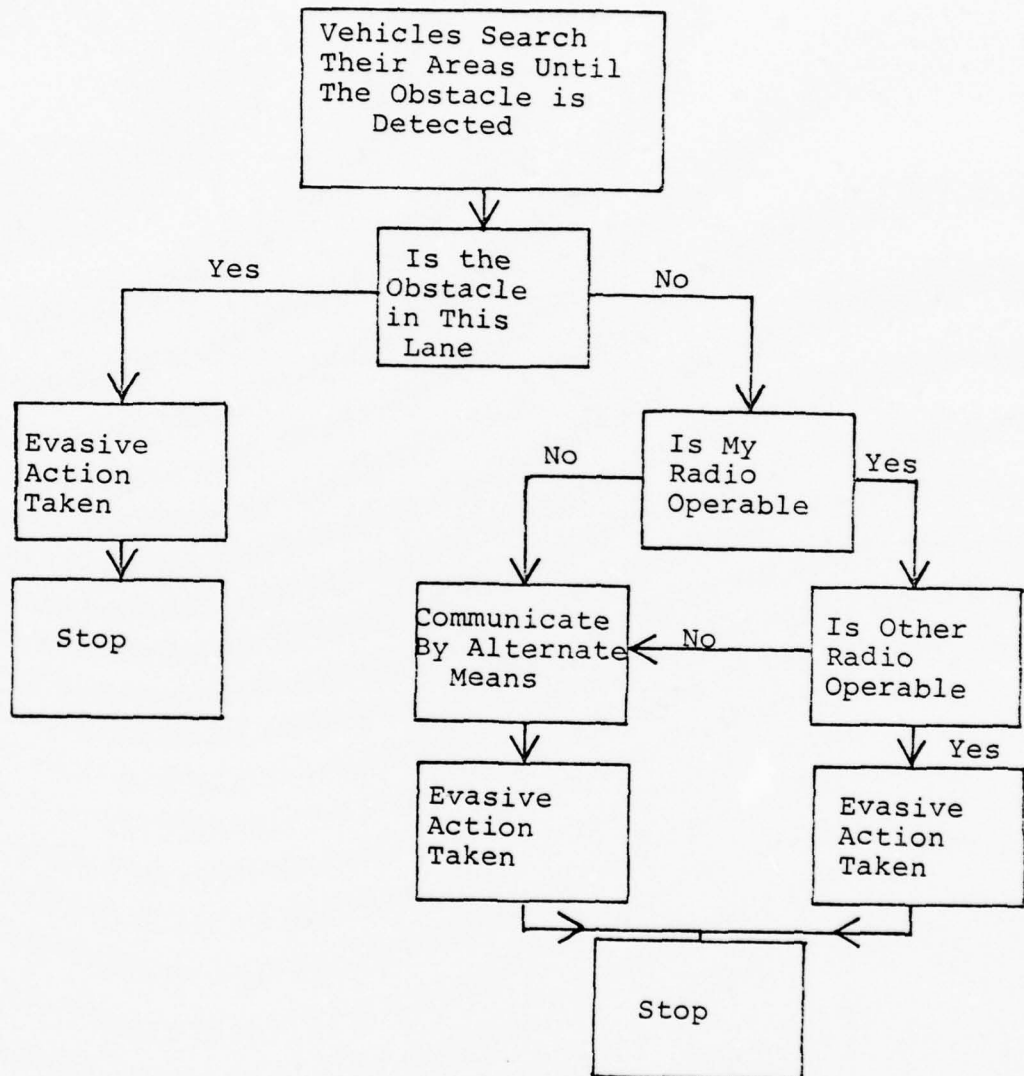 Vehicles Search
Their Areas Until
The Obstacle is
Detected
Is the
Obstacle
in This
Lane
Yes
No
Evasive
Action
Taken
Stop
Is My
Radio
Operable
No
Yes
Communicate
By Alternate
Means
No
Is Other
Radio
Operable
Yes
Evasive
Action
Taken
Evasive
Action
Taken
Stop